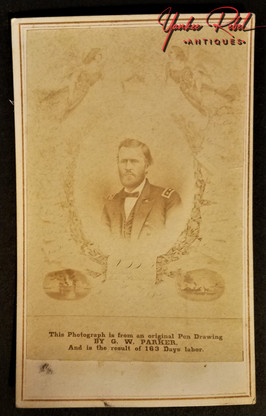 Yankee Rebel
•ANTIQUES•
This Photograph is from an original Pen Drawing
BY G. W. PARKER,
And is the result of 163 Days labor.